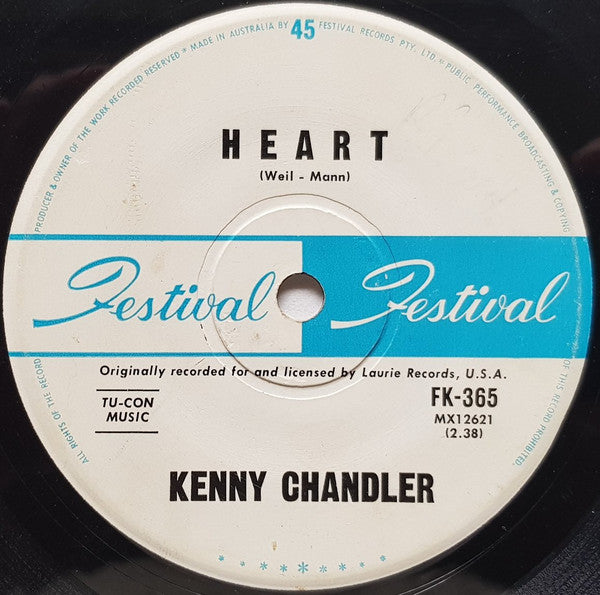 PRODUCER & OWNER OF THE WORK RECORDED RESERVED * MADE IN AUSTRALIA BY 45 FESTIVAL RECORDS PTY. LTD. * PUBLIC PERFORMANCE, BROADCASTING & COPYING
HEART
(Weil - Mann)
Festival Festival
Originally recorded for and licensed by Laurie Records, U.S.A.
TU-CON
MUSIC
FK-365
MX12621
(2.38)
KENNY CHANDLER
ALL RIGHTS OF THE RECORD
OF THIS RECORD PROHIBITED.